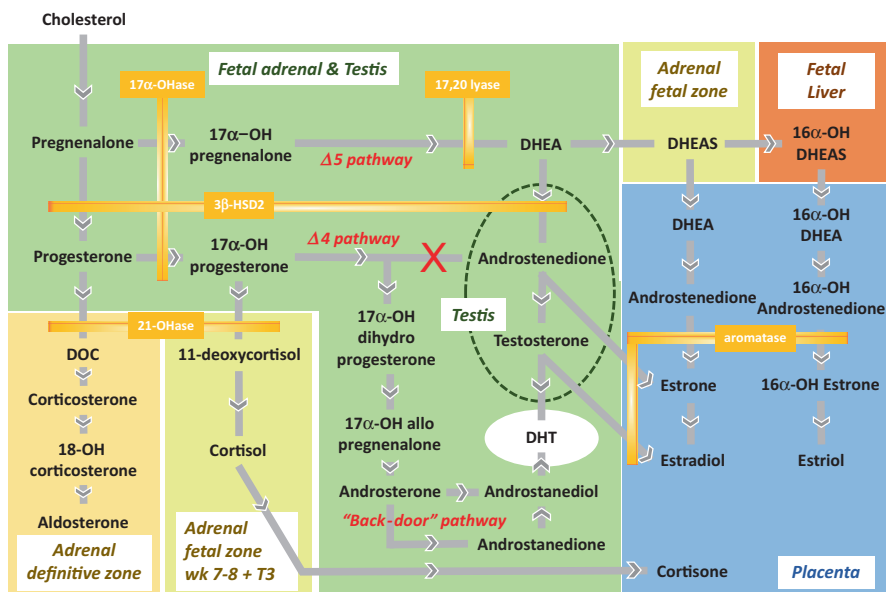 Cholesterol
Fetal adrenal & Testis
17α-OHase
17,20 lyase
Adrenal
fetal zone
Fetal
Liver
Pregnenalone
17α–OH
pregnenalone
Δ5 pathway
DHEA
DHEAS
16α-OH
DHEAS
3β-HSD2
Progesterone
17α-OH
progesterone
Δ4 pathway
X
Androstenedione
DHEA
16α-OH
DHEA
Androstenedione
16α-OH
Androstenedione
21-OHase
Testis
aromatase
DOC
11-deoxycortisol
17α-OH
dihydro
progesterone
Testosterone
Corticosterone
Estrone
16α-OH Estrone
18-OH
corticosterone
Cortisol
17α-OH allo
pregnenalone
DHT
Estradiol
Estriol
Aldosterone
Androsterone
Androstanediol
"Back-door" pathway
Androstanedione
Adrenal
definitive zone
Adrenal
fetal zone
wk 7-8 + T3
Cortisone
Placenta